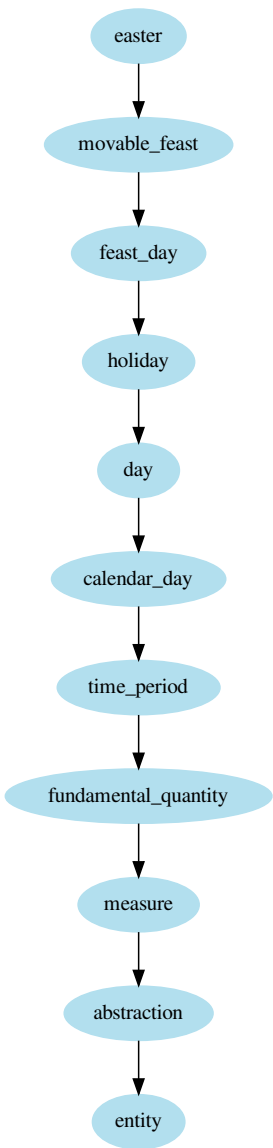 easter
movable_feast
feast_day
holiday
day
calendar_day
time_period
fundamental_quantity
measure
abstraction
entity